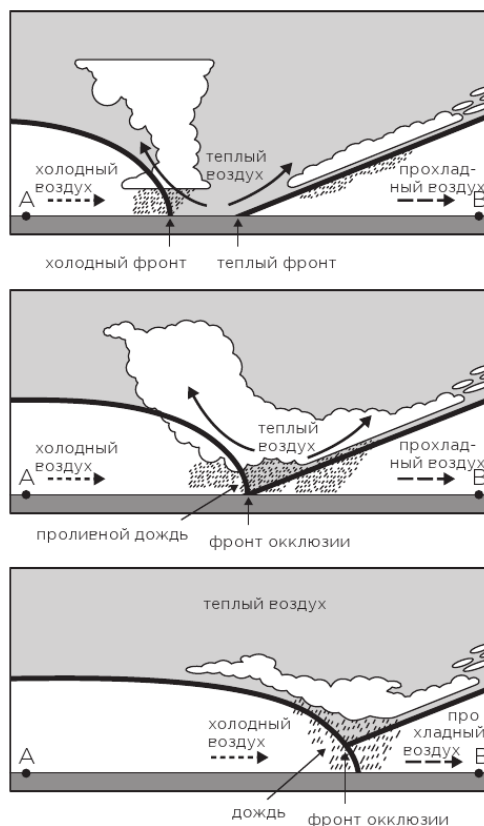 холодный
воздух
теплый
воздух
прохлад-
ный воздух
A
B
холодный фронт
теплый фронт
холодный
воздух
теплый
воздух
прохлад-
ный воздух
A
B
проливной дождь
фронт окклюзии
теплый воздух
холодный
воздух
про
хладный
воздух
A
B
дождь
фронт окклюзии